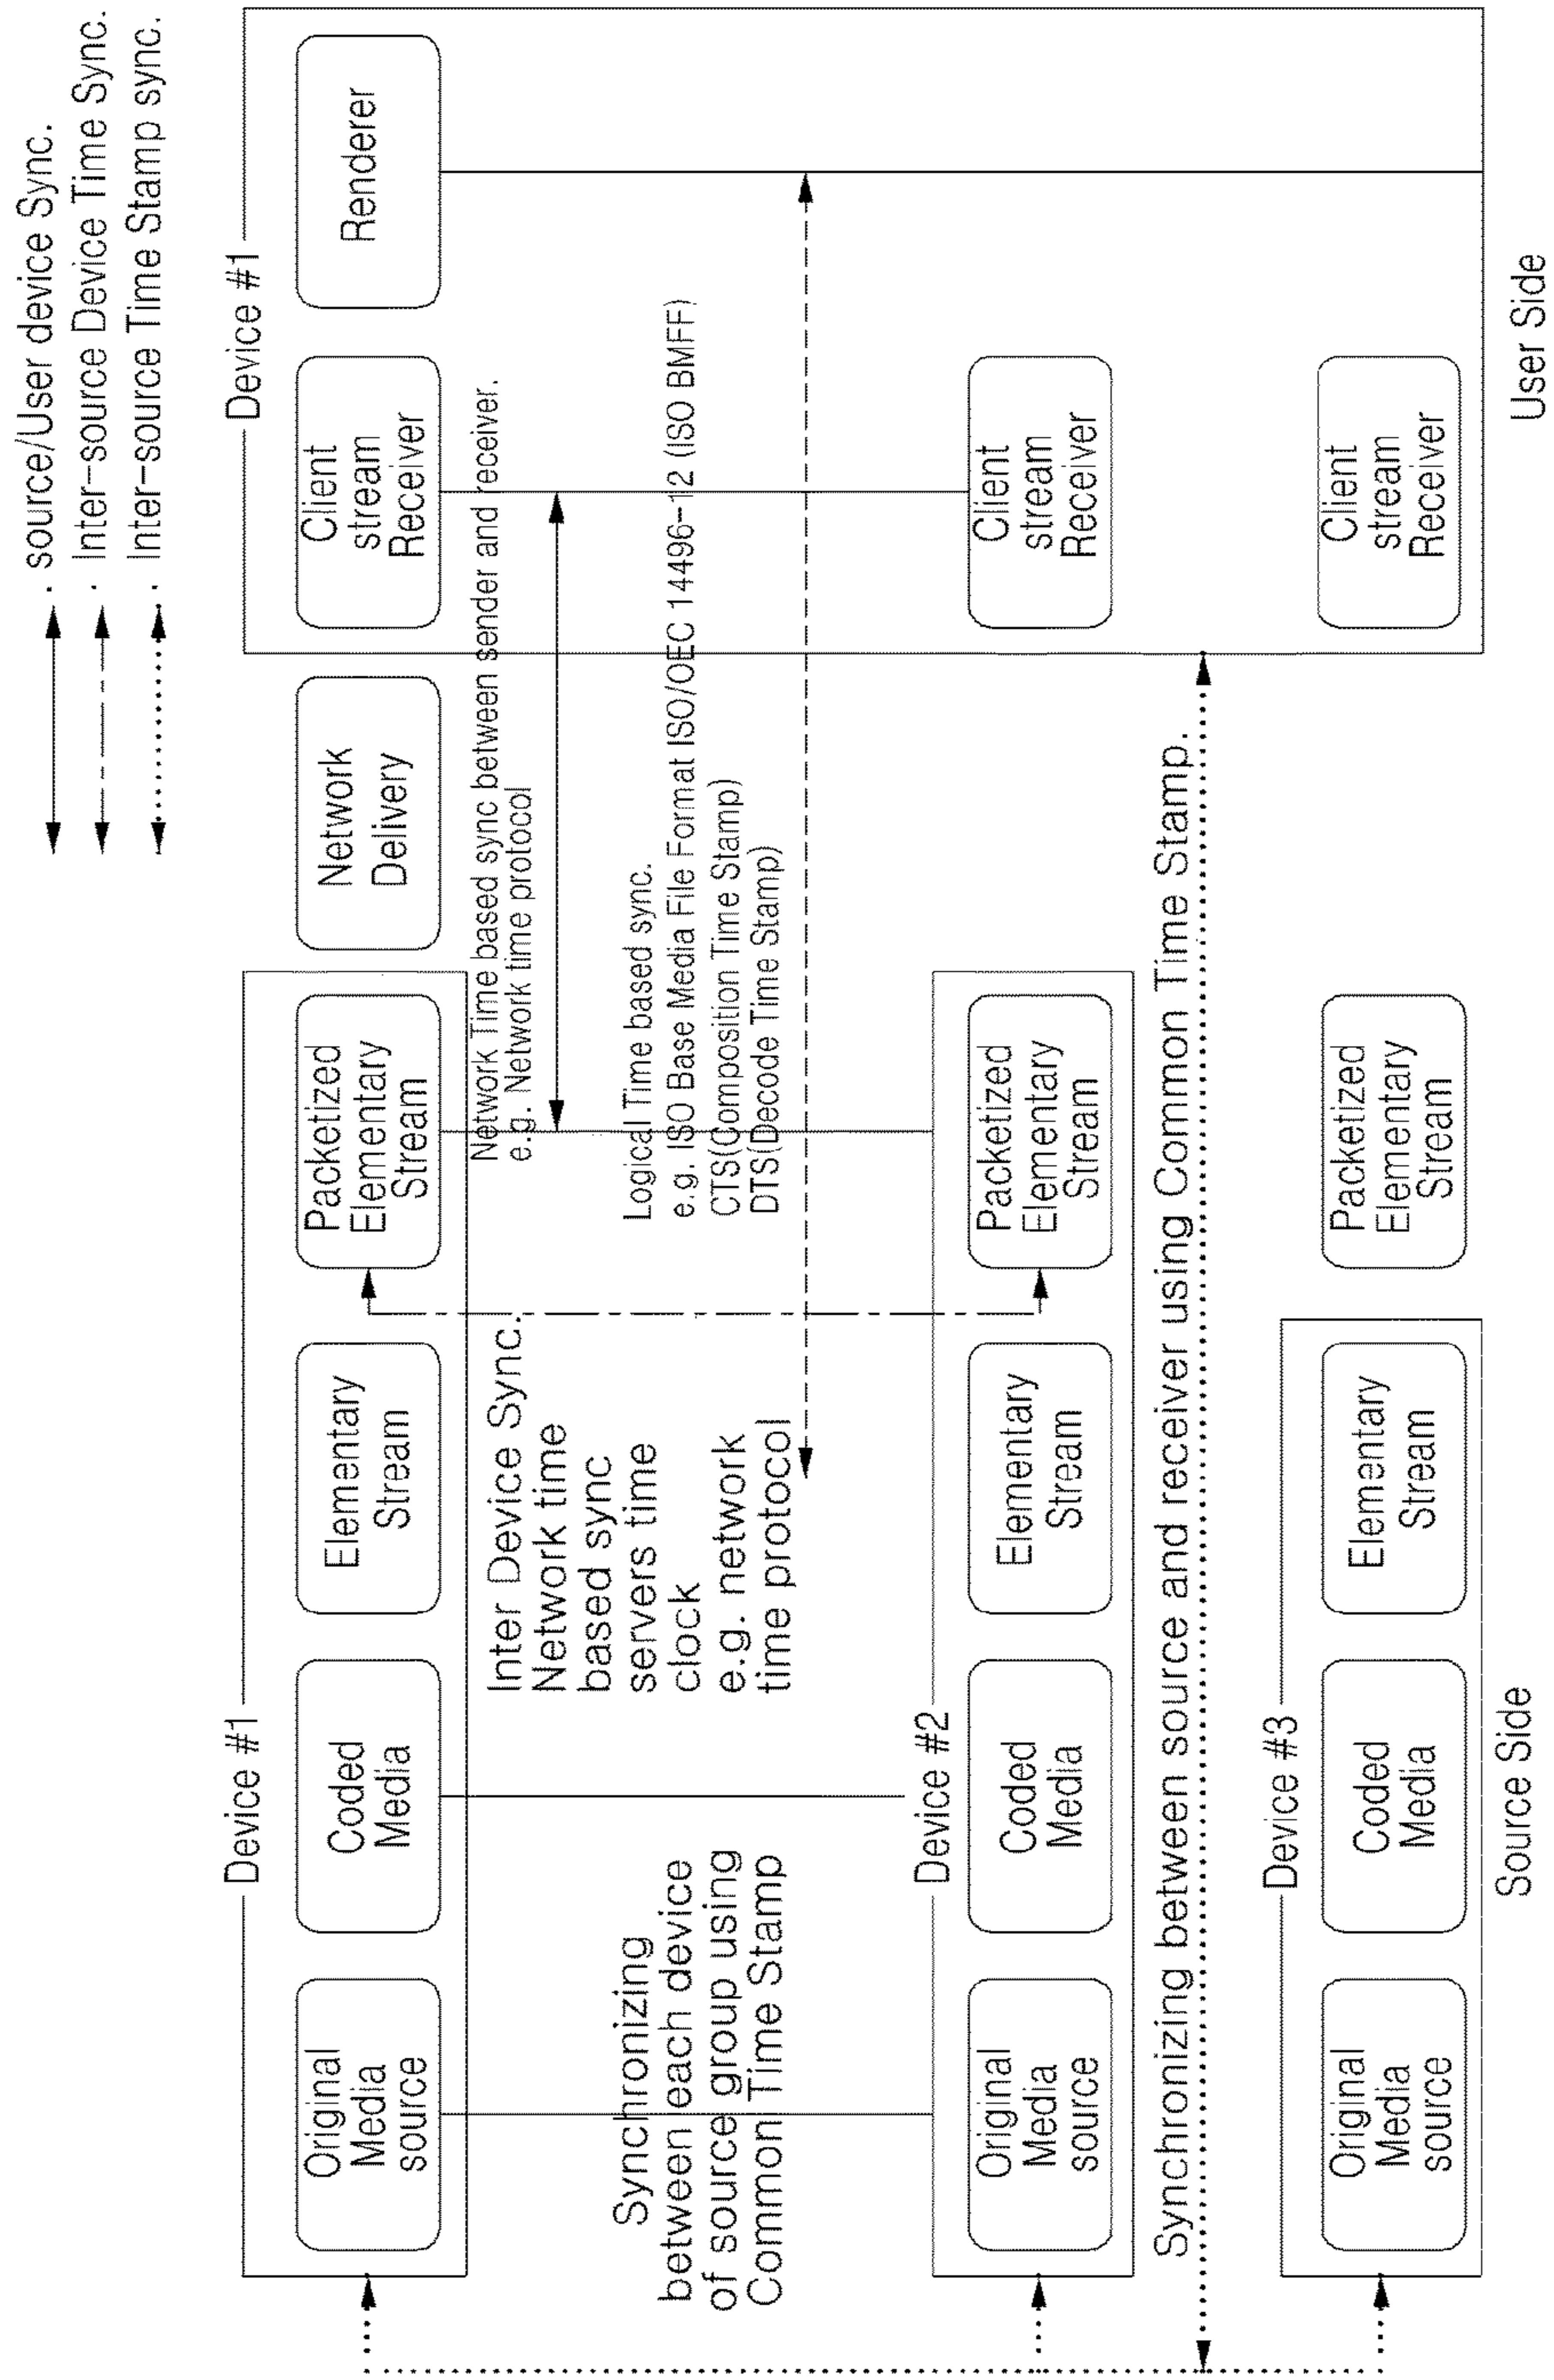 . source/User device Sync.
. Inter-source Device Time Sync.
. Inter-source Time Stamp sync.
Device #1
Original
Media
source
Coded
Media
Elementary
Stream
Packetized
Elementary
Stream
Network
Delivery
Device #1
Client
stream
Receiver
Renderer
Network Time based sync between sender and receiver.
e.g. Network time protocol
Inter Device Sync.
Network time
based sync
servers time
clock
e.g. network
time protocol
Logical Time based sync.
e.g. ISO Base Media File Format ISO/OEC 14496-12 (ISO BMFF)
CTS(Composition Time Stamp)
DTS(Decode Time Stamp)
Synchronizing
between each device
of source group using
Common Time Stamp
Device #2
Original
Media
source
Coded
Media
Elementary
Stream
Packetized
Elementary
Stream
Client
stream
Receiver
Synchronizing between source and receiver using Common Time Stamp.
Device #3
Original
Media
source
Coded
Media
Elementary
Stream
Packetized
Elementary
Stream
Client
stream
Receiver
Source Side
User Side